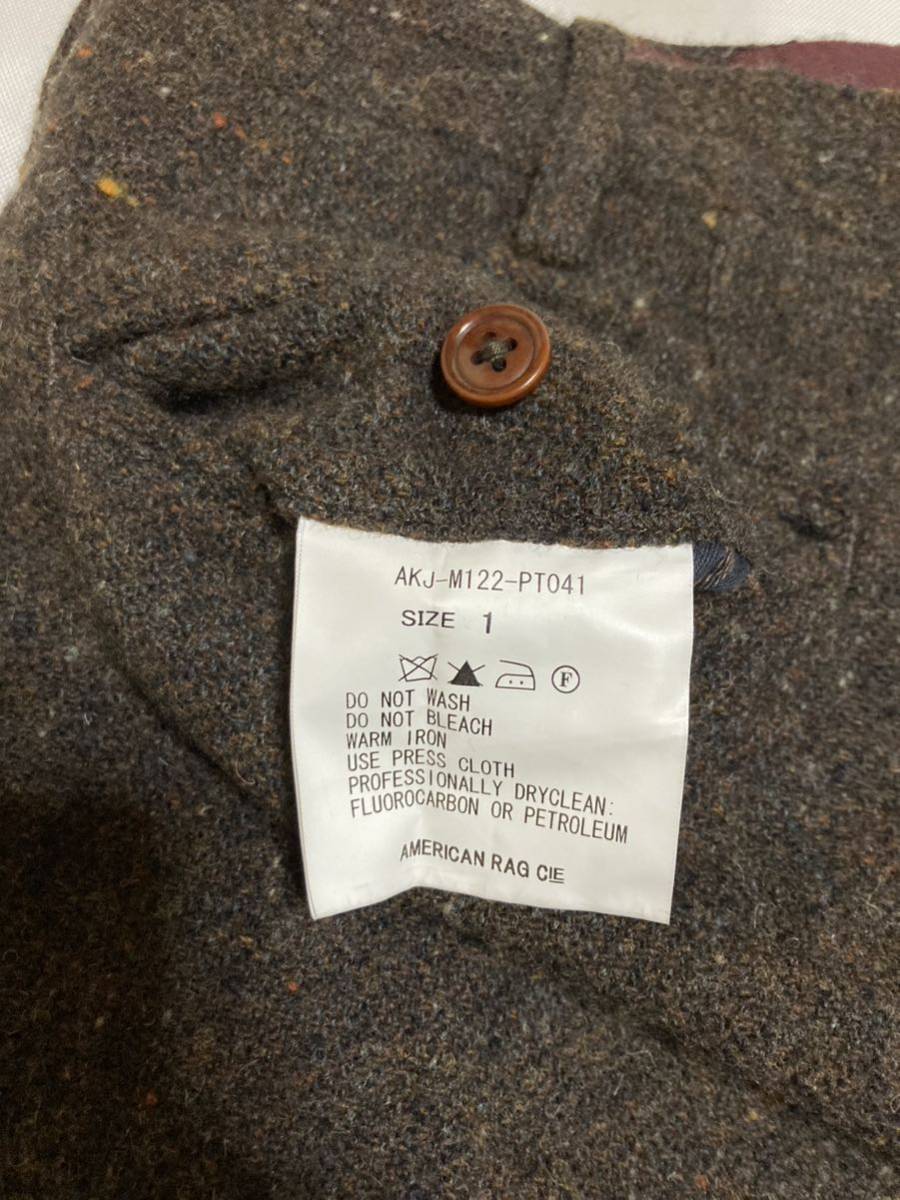 AKJ-M122-PT041
SIZE 1
F
DO NOT WASH
DO NOT BLEACH
WARM IRON
USE PRESS CLOTH
PROFESSIONALLY DRYCLEAN:
FLUOROCARBON OR PETROLEUM
AMERICAN RAG CIE